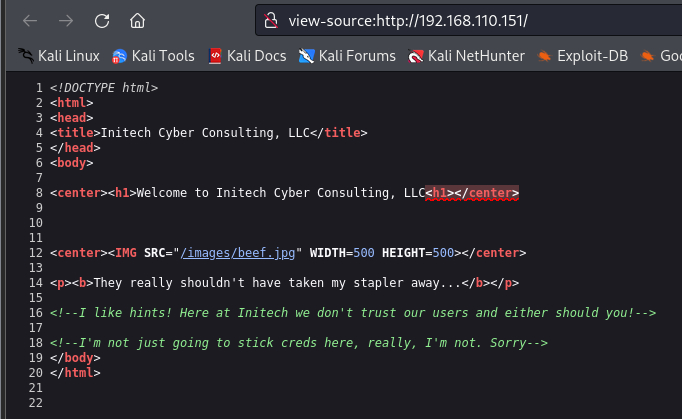 view-source:http://192.168.110.151/
Kali Linux Kali Tools Kali Docs Kali Forums Kali NetHunter Exploit-DB Goo
1 <!DOCTYPE html>
2 <html>
3 <head>
4 <title>Initech Cyber Consulting, LLC</title>
5 </head>
6 <body>
7
8 <center><h1>Welcome to Initech Cyber Consulting, LLC<h1></center>
9
10
11
12 <center><IMG SRC="/images/beef.jpg" WIDTH=500 HEIGHT=500></center>
13
14 <p><b>They really shouldn't have taken my stapler away...</b></p>
15
16 <!--I like hints! Here at Initech we don't trust our users and either should you!-->
17
18 <!--I'm not just going to stick creds here, really, I'm not. Sorry-->
19 </body>
20 </html>
21
22